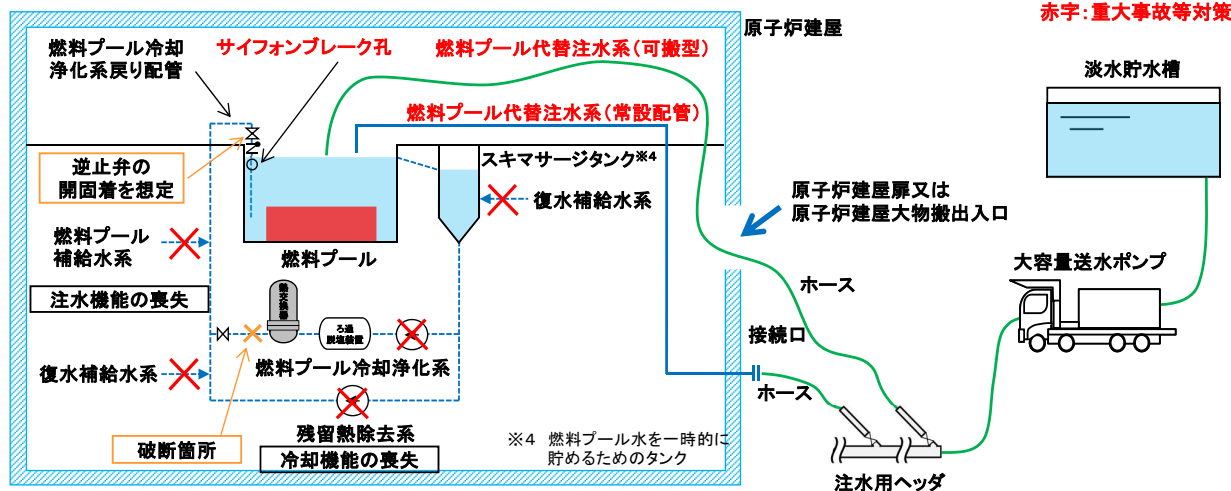 赤字：重大事故等対策
原子炉建屋
燃料プール冷却
浄化系戻り配管
サイフォンブレーク孔
燃料プール代替注水系（可搬型）
淡水貯水槽
燃料プール代替注水系（常設配管）
逆止弁の
開固着を想定
スキマサージタンク※4
復水補給水系
原子炉建屋扉又は
原子炉建屋大物搬出入口
燃料プール
補給水系
燃料プール
大容量送水ポンプ
注水機能の喪失
熱交換器
ホース
ろ過
脱塩装置
接続口
燃料プール冷却浄化系
復水補給水系
ホース
残留熱除去系
破断箇所
冷却機能の喪失
※4　燃料プール水を一時的に
貯めるためのタンク
注水用ヘッダ